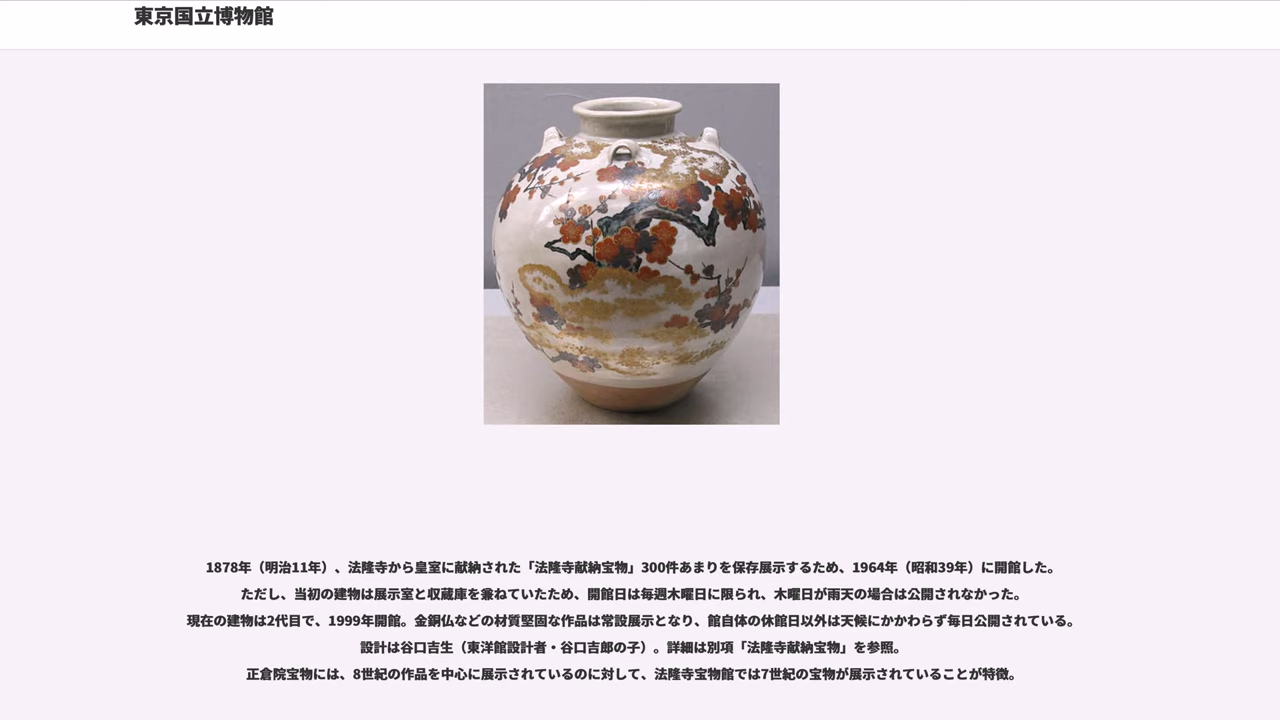 東京国立博物館
1878年（明治11年）、法隆寺から皇室に献納された「法隆寺献納宝物」300件あまりを保存展示するため、1964年（昭和39年）に開館した。
ただし、当初の建物は展示室と収蔵庫を兼ねていたため、開館日は毎週木曜日に限られ、木曜日が雨天の場合は公開されなかった。
現在の建物は2代目で、1999年開館。金銅仏などの材質堅固な作品は常設展示となり、館自体の休館日以外は天候にかかわらず毎日公開されている。
設計は谷口吉生（東洋館設計者・谷口吉郎の子）。詳細は別項「法隆寺献納宝物」を参照。
正倉院宝物には、8世紀の作品を中心に展示されているのに対して、法隆寺宝物館では7世紀の宝物が展示されていることが特徴。